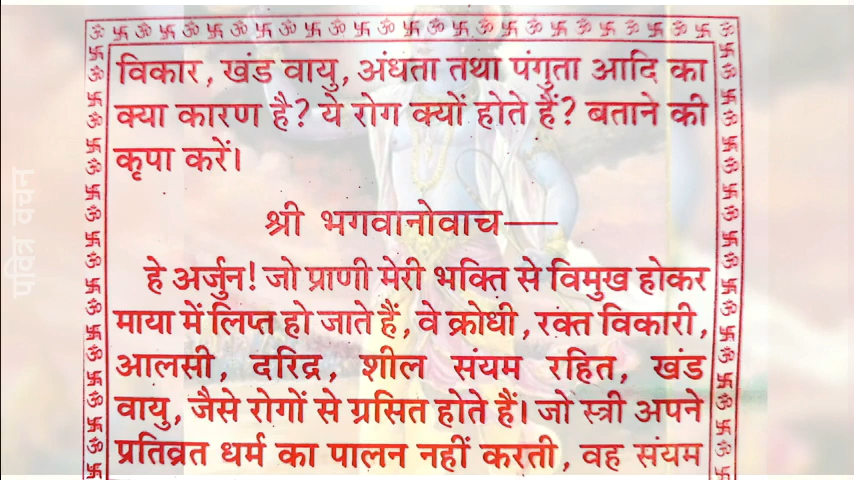 विकार, खंड वायु, अंधता तथा पंगुता आदि का
क्या कारण है? ये रोग क्यों होते हैं? बताने की
कृपा करें।
श्री भगवानोवाच—
हे अर्जुन! जो प्राणी मेरी भक्ति से विमुख होकर
माया में लिप्त हो जाते हैं, वे क्रोधी, रक्त विकारी,
आलसी, दरिद्र, शील संयम रहित, खंड
वायु, जैसे रोगों से ग्रसित होते हैं। जो स्त्री अपने
प्रतिव्रत धर्म का पालन नहीं करती, वह संयम
पवित्र वचन